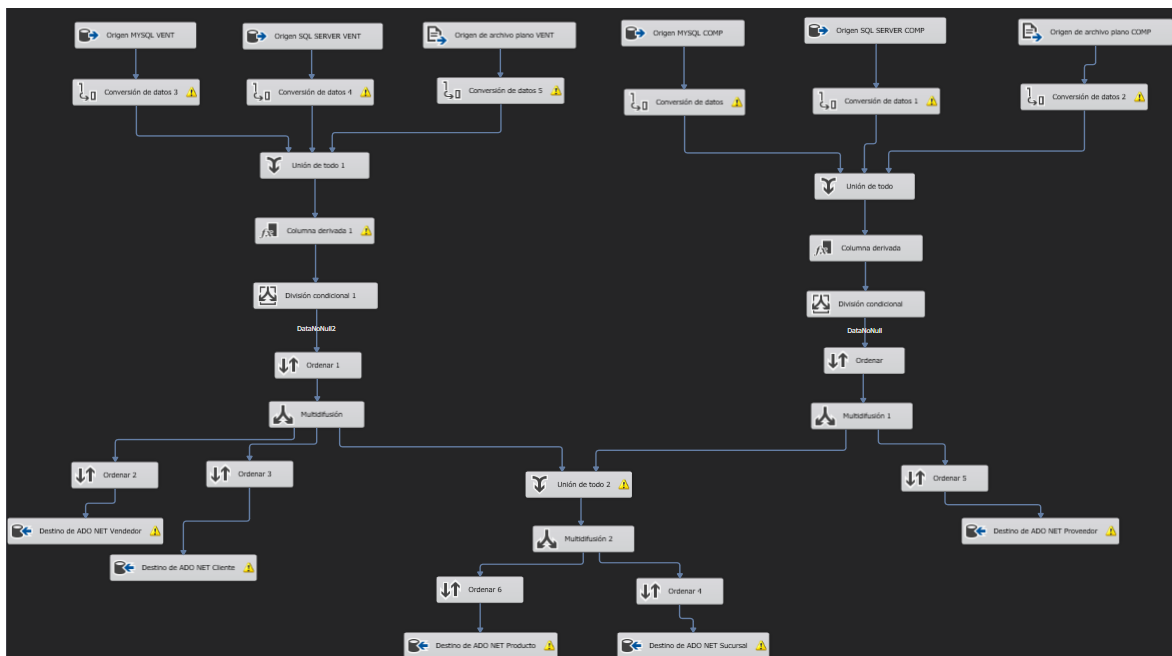 Origen MYSQL VENT
Origen SQL SERVER VENT
Origen de archivo plano VENT
Origen MYSQL COMP
Origen SQL SERVER COMP
Origen de archivo plano COMP
Conversión de datos 3
Conversión de datos 4
Conversión de datos 5
Conversión de datos
Conversión de datos 1
Conversión de datos 2
Unión de todo 1
Unión de todo
Columna derivada 1
Columna derivada
División condicional 1
División condicional
DataNoNull2
DataNoNull
Ordenar 1
Ordenar
Multidifusión
Multidifusión 1
Ordenar 2
Ordenar 3
Unión de todo 2
Ordenar 5
Destino de ADO NET Vendedor
Multidifusión 2
Destino de ADO NET Proveedor
Destino de ADO NET Cliente
Ordenar 6
Ordenar 4
Destino de ADO NET Producto
Destino de ADO NET Sucursal